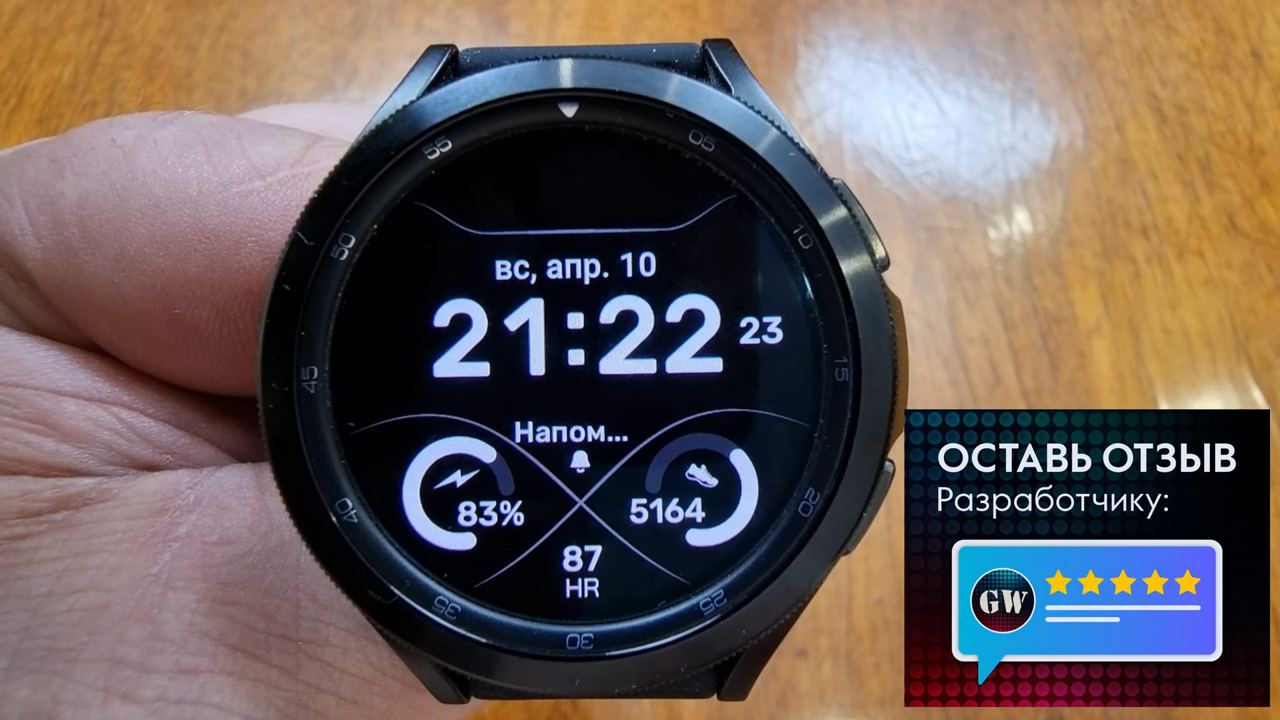 55
05
50
10
вс, апр. 10
21:22 23
45
15
Напом...
83%
5164
40
20
87
HR
35
25
30
ОСТАВЬ ОТЗЫВ
Разработчику:
GW